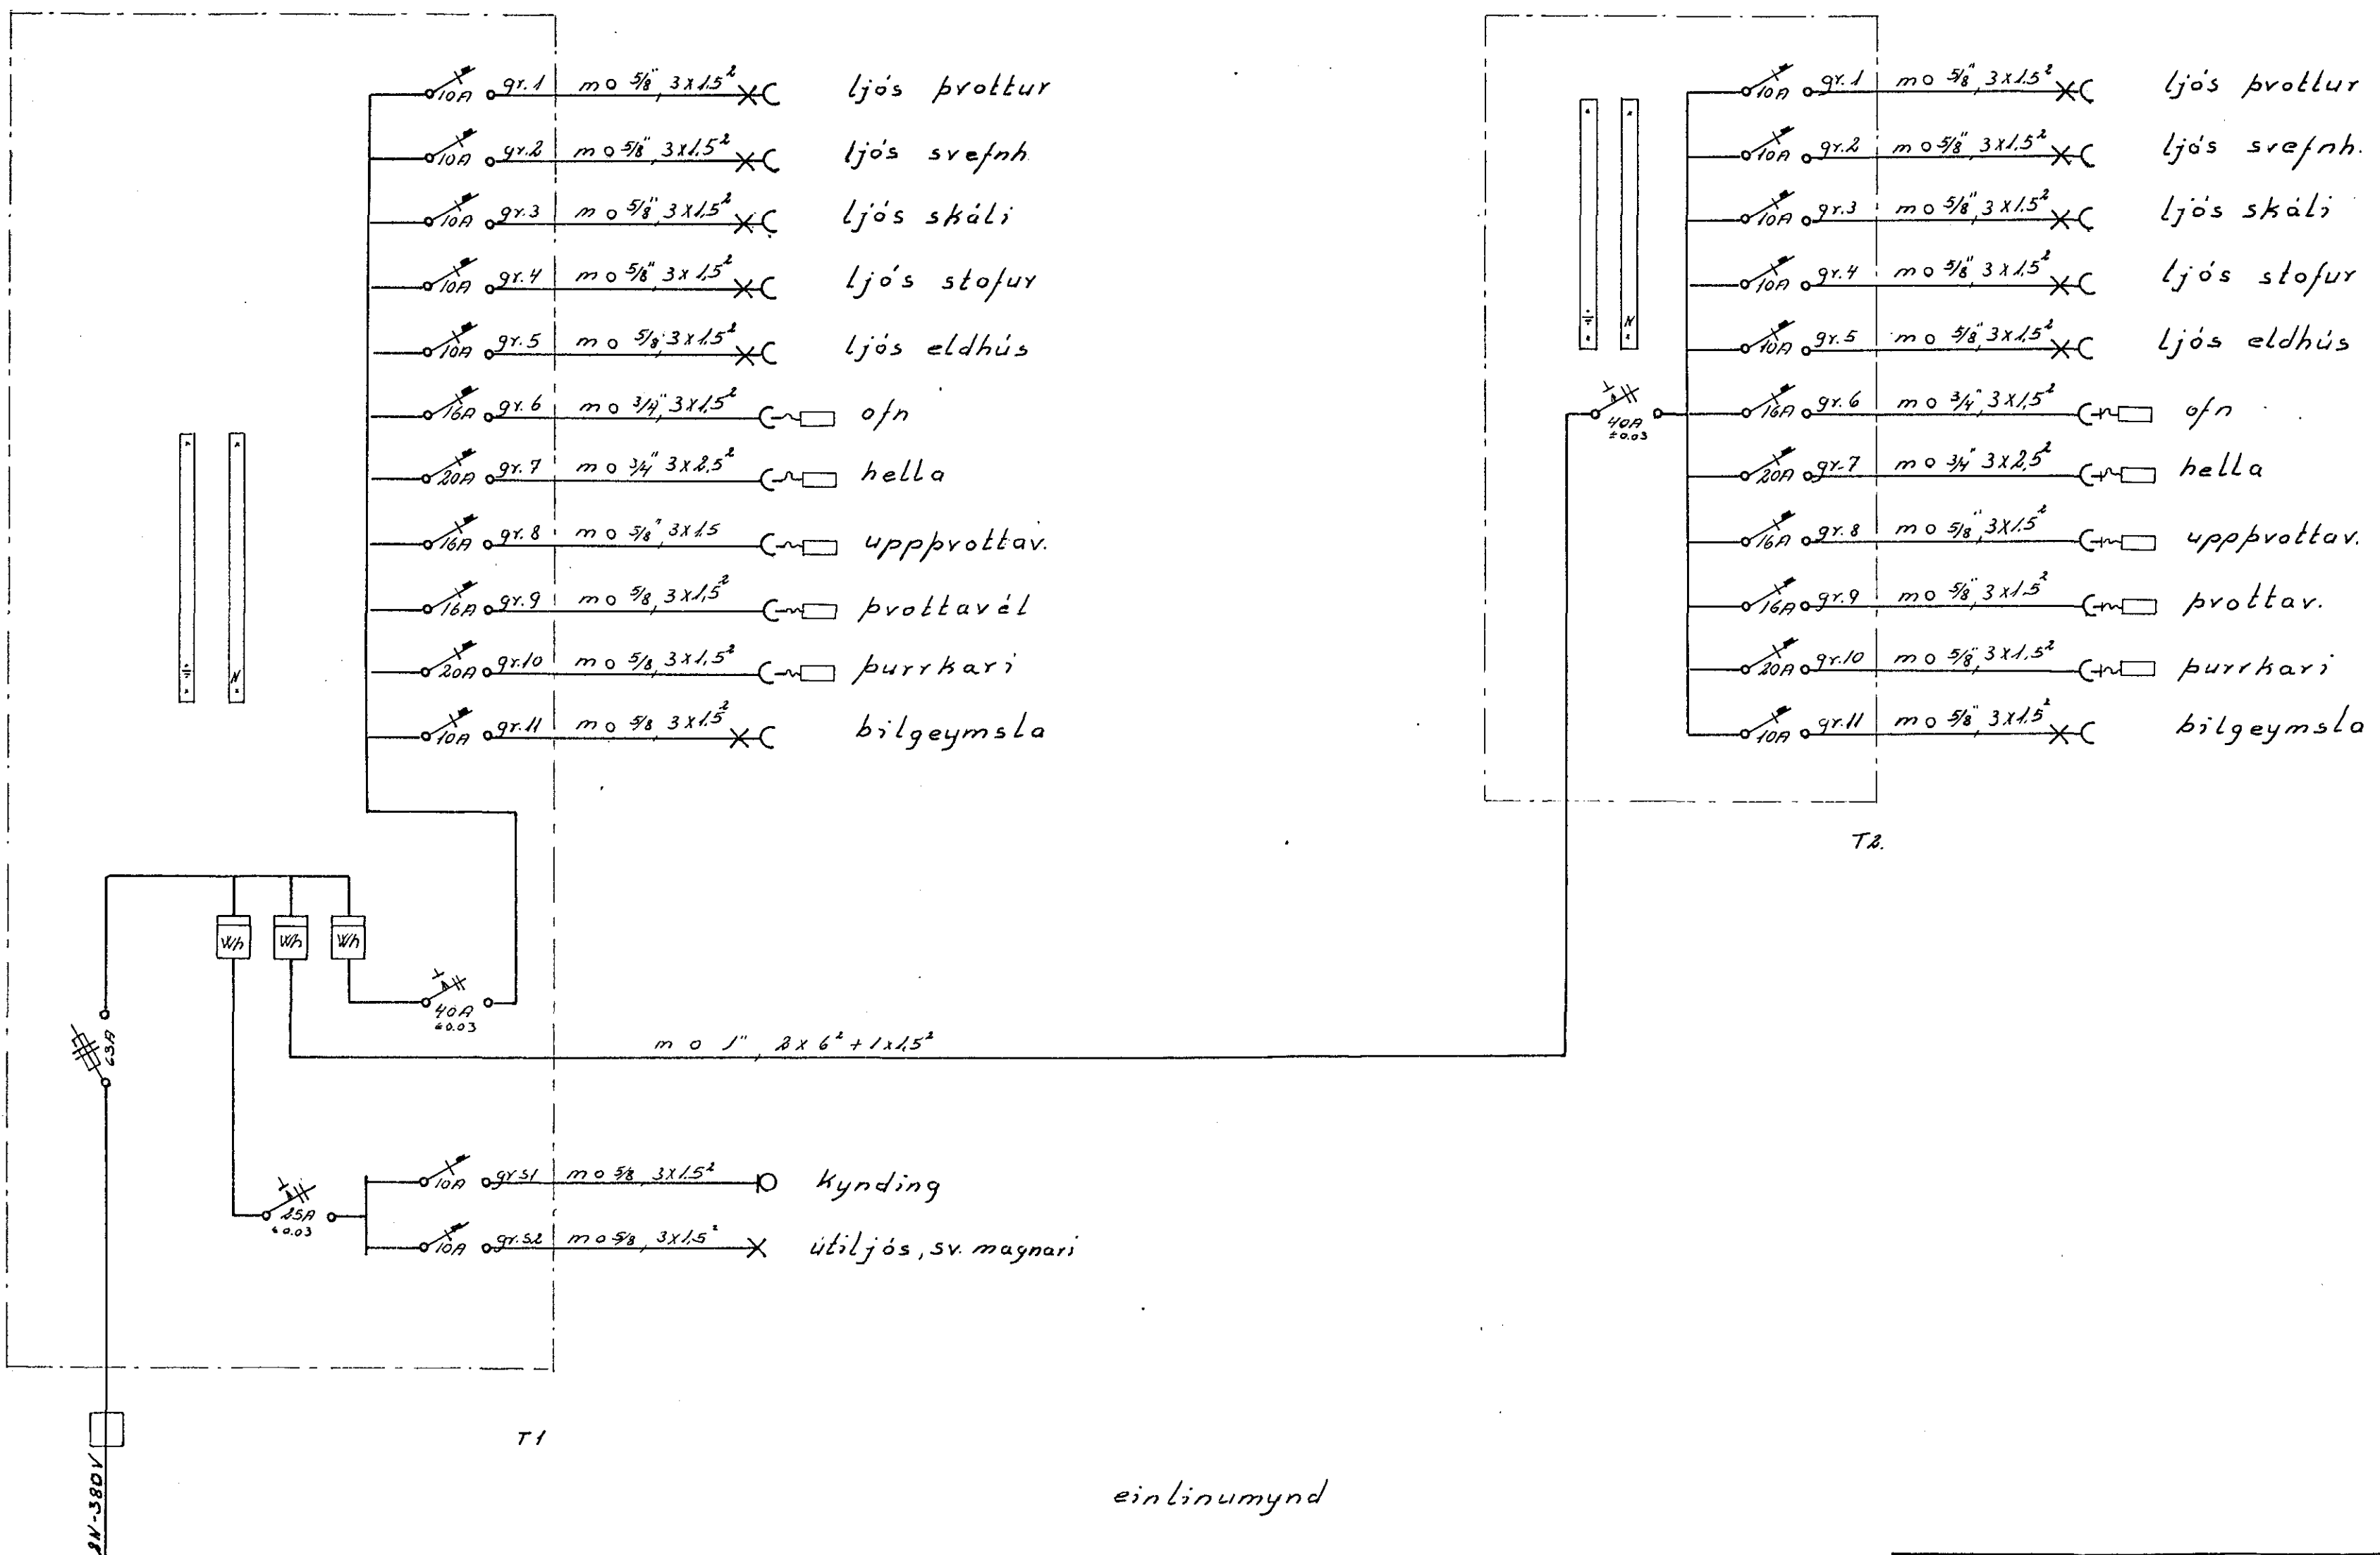 10A gr.1 m o 5/8", 3x1.5² ljós þvottur
10A gr.2 m o 5/8", 3x1,5² ljós svefnh.
10A gr.3 m o 5/8", 3x1,5² ljós skáli
10A gr.4 m o 5/8", 3x1,5² ljós stofur
10A gr.5 m o 5/8, 3x1.5² ljós eldhús
16A gr.6 m o 3/4", 3x1,5² ofn
20A gr.7 m o 3/4" 3x2,5² hella
16A gr.8 m o 5/8", 3x1.5 uppþvottav.
16A gr.9 m o 5/8, 3x1,5² þvottavél
20A gr.10 m o 5/8, 3x1,5² þurrkari
10A gr.11 m o 5/8, 3x1.5² bilgeymsla
N
Wh Wh Wh
40A
±0.03
63A
m o 1", 2x6² + 1x1,5²
25A
±0.03
10A gr.s1 m o 5/8, 3x1.5² kynding
10A gr.s2 m o 5/8, 3x1,5² útiljós, sv. magnari
T1
N-380V
10A gr.1 m o 5/8", 3x1.5² ljós þvottur
10A gr.2 m o 5/8", 3x1,5² ljós svefnh.
10A gr.3 m o 5/8", 3x1,5² ljós skáli
10A gr.4 m o 5/8", 3x1,5² ljós stofur
10A gr.5 m o 5/8", 3x1,5² ljós eldhús
N
40A
±0.03
16A gr.6 m o 3/4", 3x1,5² ofn
20A gr.7 m o 3/4" 3x2,5² hella
16A gr.8 m o 5/8", 3x1.5² uppþvottav.
16A gr.9 m o 5/8", 3x1.5² þvottav.
20A gr.10 m o 5/8", 3x1,5² þurrkari
10A gr.11 m o 5/8", 3x1.5² bilgeymsla
T2.
einlinumynd